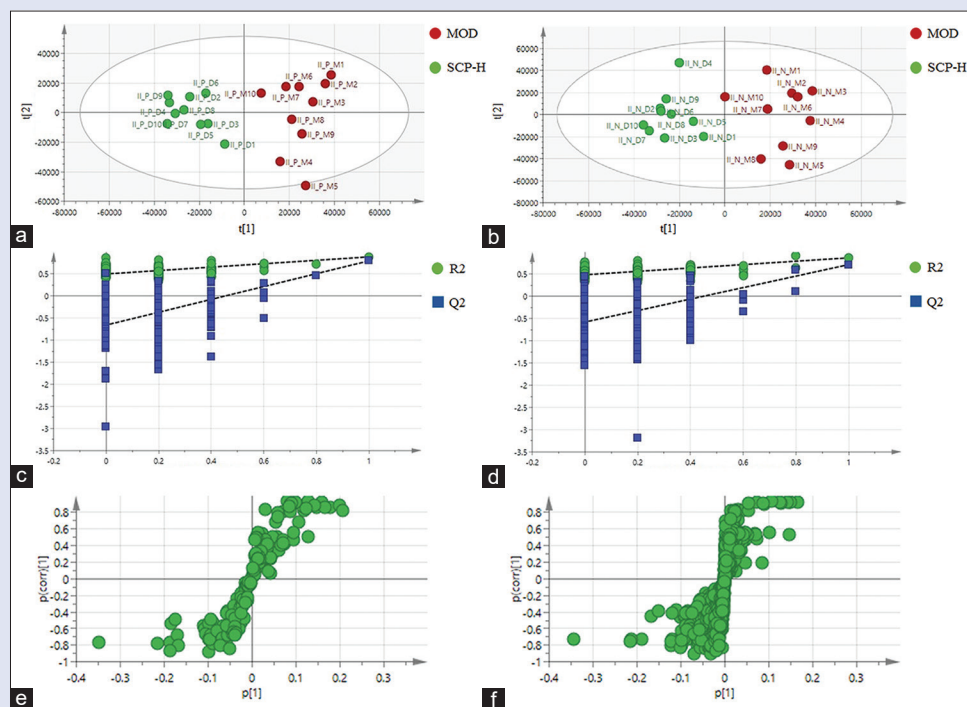 t[2]
40000
20000
0
-20000
-40000
-60000
-80000
-60000
-40000
-20000
0
20000
40000
60000
t[1]
II_P_D6
II_P_D9
II_P_D2
II_P_D4
II_P_D8
II_P_D10
II_P_D7
II_P_D3
II_P_D5
II_P_D1
II_P_M1
II_P_M6
II_P_M2
II_P_M10
II_P_M7
II_P_M3
II_P_M8
II_P_M9
II_P_M4
II_P_M5
MOD
SCP-H
a
t[2]
60000
40000
20000
0
-20000
-40000
-60000
-80000
-80000
-60000
-40000
-20000
0
20000
40000
60000
t[1]
II_N_D4
II_N_D9
II_N_D2
II_N_D6
II_N_D10
II_N_D8
II_N_D5
II_N_D7
II_N_D3
II_N_D1
II_N_M1
II_N_M2
II_N_M3
II_N_M10
II_N_M7
II_N_M6
II_N_M4
II_N_M9
II_N_M8
II_N_M5
MOD
SCP-H
b
0.5
0
-0.5
-1
-1.5
-2
-2.5
-3
-3.5
-0.2
0
0.2
0.4
0.6
0.8
1
R2
Q2
c
0.5
0
-0.5
-1
-1.5
-2
-2.5
-3
-3.5
-0.2
0
0.2
0.4
0.6
0.8
1
R2
Q2
d
p(corr)[1]
0.8
0.6
0.4
0.2
0
-0.2
-0.4
-0.6
-0.8
-1
-0.4
-0.3
-0.2
-0.1
0
0.1
0.2
0.3
p[1]
e
p(corr)[1]
0.8
0.6
0.4
0.2
0
-0.2
-0.4
-0.6
-0.8
-1
-0.4
-0.3
-0.2
-0.1
0
0.1
0.2
0.3
p[1]
f